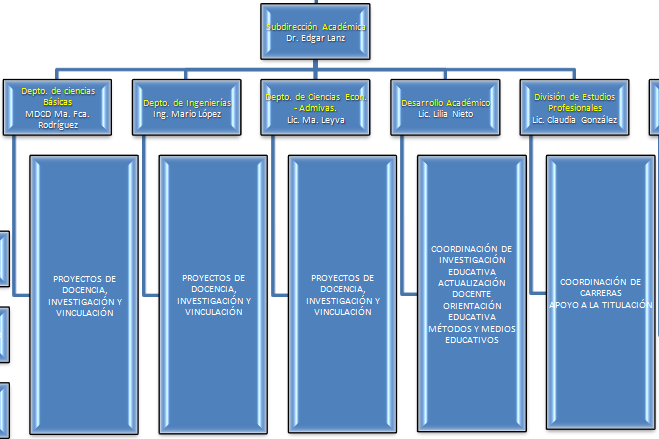 Subdirección Académica
Dr. Edgar Lanz
Depto. de ciencias
Básicas
MDCD Ma. Fca.
Rodríguez
Depto. de Ingenierías
Ing. Mario López
Depto. de Ciencias Econ.
- Admivas.
Lic. Ma. Leyva
Desarrollo Académico
Lic. Lilia Nieto
División de Estudios
Profesionales
Lic. Claudia González
PROYECTOS DE
DOCENCIA,
INVESTIGACIÓN Y
VINCULACIÓN
PROYECTOS DE
DOCENCIA,
INVESTIGACIÓN Y
VINCULACIÓN
PROYECTOS DE
DOCENCIA,
INVESTIGACIÓN Y
VINCULACIÓN
COORDINACIÓN DE
INVESTIGACIÓN
EDUCATIVA
ACTUALIZACIÓN
DOCENTE
ORIENTACIÓN
EDUCATIVA
MÉTODOS Y MEDIOS
EDUCATIVOS
COORDINACIÓN DE
CARRERAS
APOYO A LA TITULACIÓN